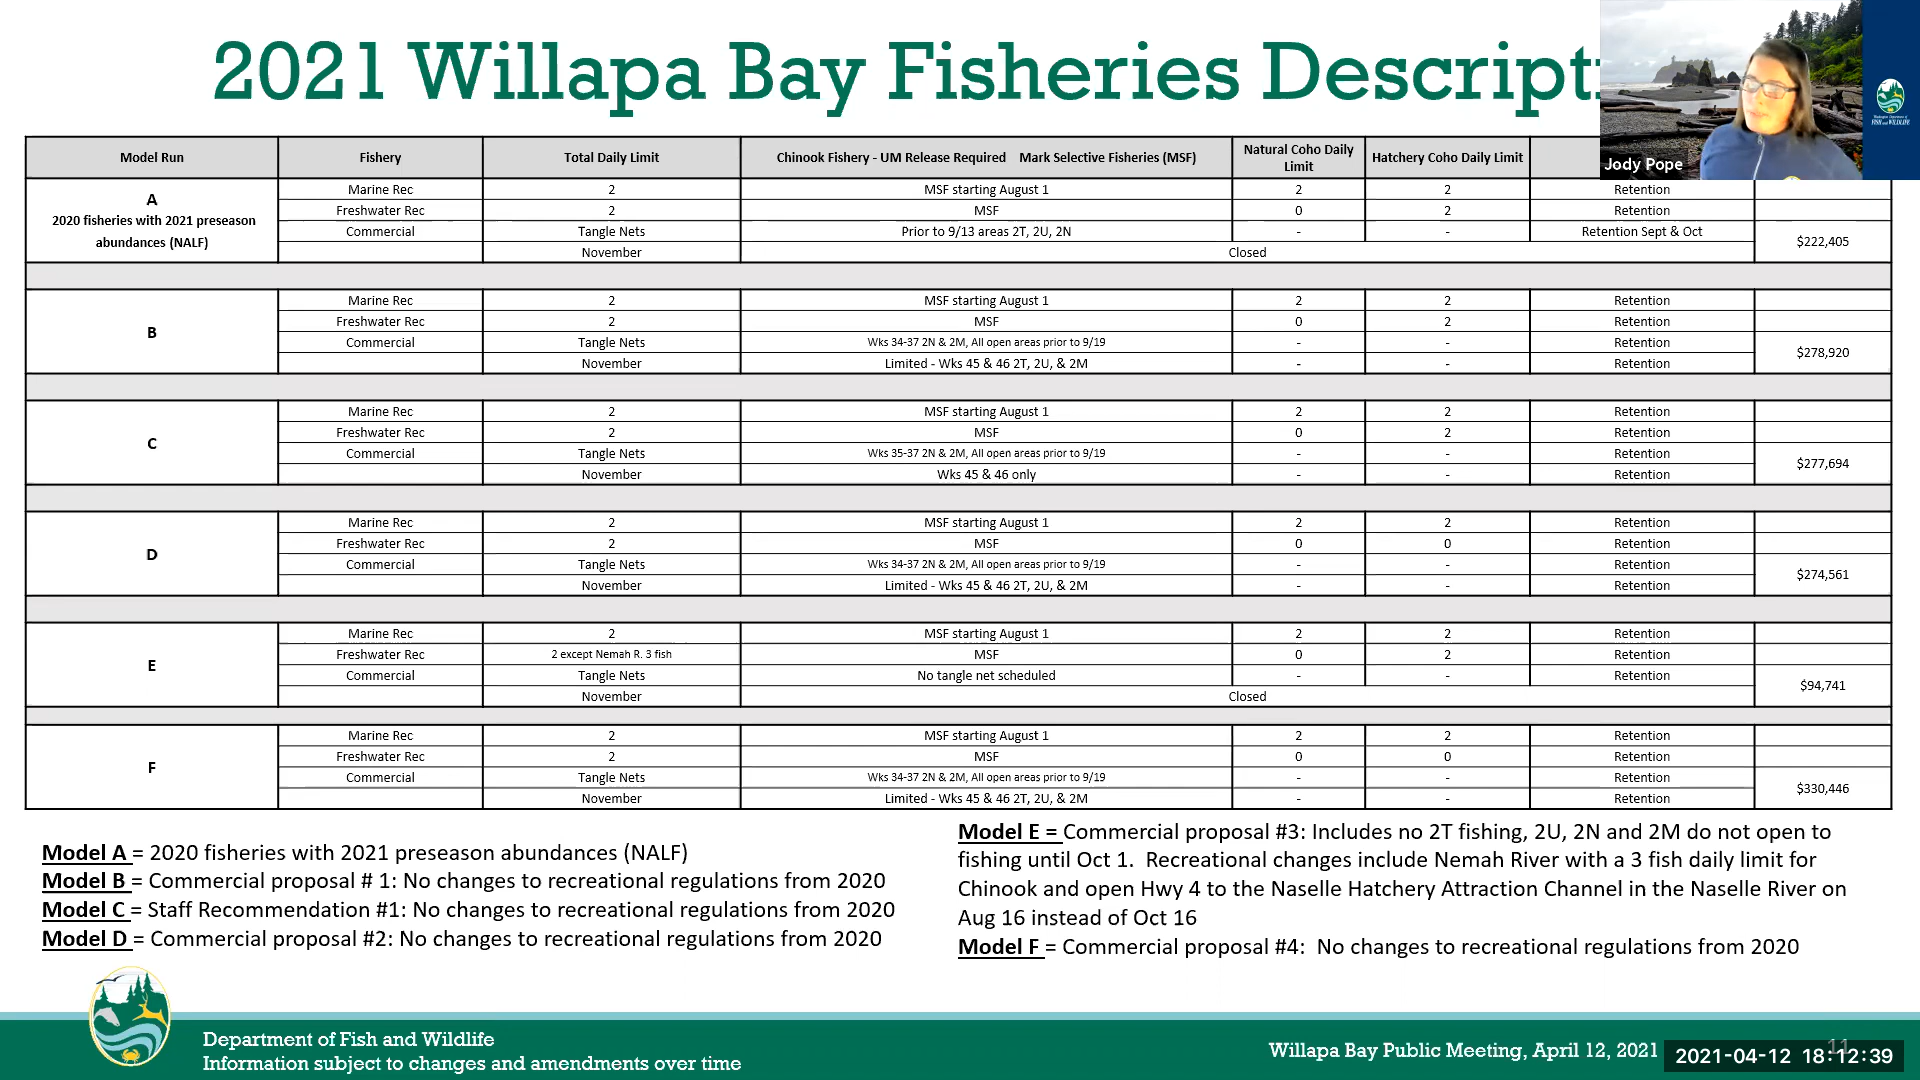 2021 Willapa Bay Fisheries Descript
Jody Pope
Model Run Fishery Total Daily Limit Chinook Fishery - UM Release Required Mark Selective Fisheries (MSF) Natural Coho Daily Limit Hatchery Coho Daily Limit
A
2020 fisheries with 2021 preseason
abundances (NALF)
Marine Rec 2 MSF starting August 1 2 2 Retention
Freshwater Rec 2 MSF 0 2 Retention
Commercial Tangle Nets Prior to 9/13 areas 2T, 2U, 2N - - Retention Sept & Oct
November Closed
$222,405
B
Marine Rec 2 MSF starting August 1 2 2 Retention
Freshwater Rec 2 MSF 0 2 Retention
Commercial Tangle Nets Wks 34-37 2N & 2M, All open areas prior to 9/19 - - Retention
November Limited - Wks 45 & 46 2T, 2U, & 2M - - Retention
$278,920
C
Marine Rec 2 MSF starting August 1 2 2 Retention
Freshwater Rec 2 MSF 0 2 Retention
Commercial Tangle Nets Wks 35-37 2N & 2M, All open areas prior to 9/19 - - Retention
November Wks 45 & 46 only - - Retention
$277,694
D
Marine Rec 2 MSF starting August 1 2 2 Retention
Freshwater Rec 2 MSF 0 0 Retention
Commercial Tangle Nets Wks 34-37 2N & 2M, All open areas prior to 9/19 - - Retention
November Limited - Wks 45 & 46 2T, 2U, & 2M - - Retention
$274,561
E
Marine Rec 2 MSF starting August 1 2 2 Retention
Freshwater Rec 2 except Nemah R. 3 fish MSF 0 2 Retention
Commercial Tangle Nets No tangle net scheduled - - Retention
November Closed
$94,741
F
Marine Rec 2 MSF starting August 1 2 2 Retention
Freshwater Rec 2 MSF 0 0 Retention
Commercial Tangle Nets Wks 34-37 2N & 2M, All open areas prior to 9/19 - - Retention
November Limited - Wks 45 & 46 2T, 2U, & 2M - - Retention
$330,446
Model A = 2020 fisheries with 2021 preseason abundances (NALF)
Model B = Commercial proposal # 1: No changes to recreational regulations from 2020
Model C = Staff Recommendation #1: No changes to recreational regulations from 2020
Model D = Commercial proposal #2: No changes to recreational regulations from 2020
Model E = Commercial proposal #3: Includes no 2T fishing, 2U, 2N and 2M do not open to
fishing until Oct 1. Recreational changes include Nemah River with a 3 fish daily limit for
Chinook and open Hwy 4 to the Naselle Hatchery Attraction Channel in the Naselle River on
Aug 16 instead of Oct 16
Model F = Commercial proposal #4: No changes to recreational regulations from 2020
Department of Fish and Wildlife
Information subject to changes and amendments over time
Willapa Bay Public Meeting, April 12, 2021
11
2021-04-12 18:12:39